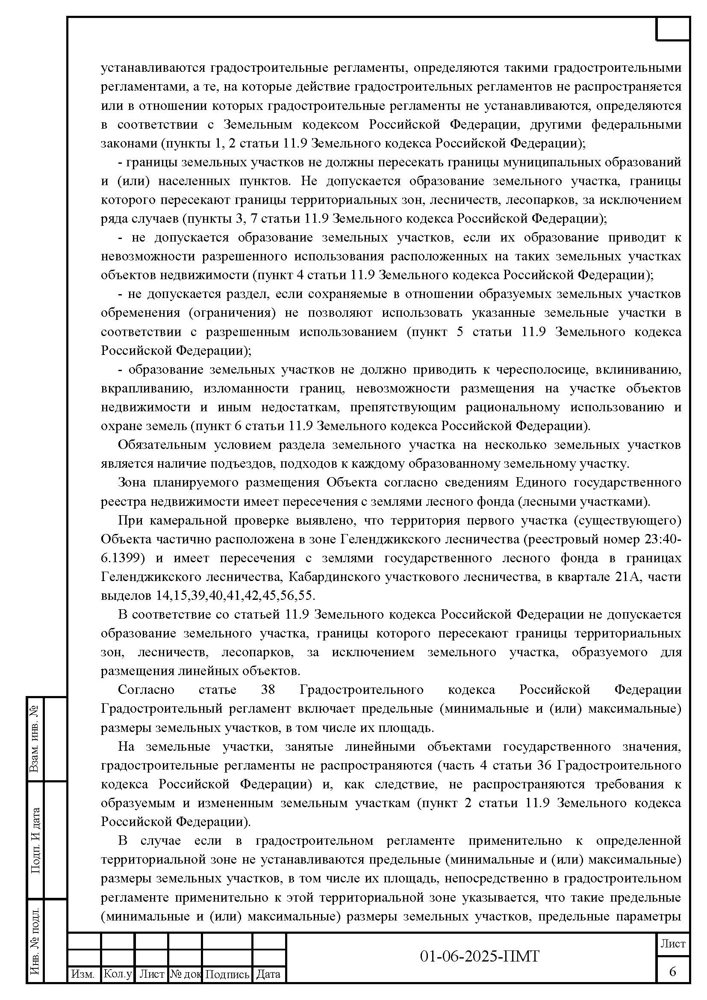 устанавливаются градостроительные регламенты, определяются такими градостроительными
регламентами, а те, на которые действие градостроительных регламентов не распространяется
или в отношении которых градостроительные регламенты не устанавливаются, определяются
в соответствии с Земельным кодексом Российской Федерации, другими федеральными
законами (пункты 1, 2 статьи 11.9 Земельного кодекса Российской Федерации);
- границы земельных участков не должны пересекать границы муниципальных образований
и (или) населенных пунктов. Не допускается образование земельного участка, границы
которого пересекают границы территориальных зон, лесничеств, лесопарков, за исключением
ряда случаев (пункты 3, 7 статьи 11.9 Земельного кодекса Российской Федерации);
- не допускается образование земельных участков, если их образование приводит к
невозможности разрешенного использования расположенных на таких земельных участках
объектов недвижимости (пункт 4 статьи 11.9 Земельного кодекса Российской Федерации);
- не допускается раздел, если сохраняемые в отношении образуемых земельных участков
обременения (ограничения) не позволяют использовать указанные земельные участки в
соответствии с разрешенным использованием (пункт 5 статьи 11.9 Земельного кодекса
Российской Федерации);
- образование земельных участков не должно приводить к чересполосице, вклиниванию,
вкрапливанию, изломанности границ, невозможности размещения на участке объектов
недвижимости и иным недостаткам, препятствующим рациональному использованию и
охране земель (пункт 6 статьи 11.9 Земельного кодекса Российской Федерации).
Обязательным условием раздела земельного участка на несколько земельных участков
является наличие подъездов, подходов к каждому образованному земельному участку.
Зона планируемого размещения Объекта согласно сведениям Единого государственного
реестра недвижимости имеет пересечения с землями лесного фонда (лесными участками).
При камеральной проверке выявлено, что территория первого участка (существующего)
Объекта частично расположена в зоне Геленджикского лесничества (реестровый номер 23:40-
6.1399) и имеет пересечения с землями государственного лесного фонда в границах
Геленджикского лесничества, Кабардинского участкового лесничества, в квартале 21А, части
выделов 14,15,39,40,41,42,45,56,55.
В соответствие со статьей 11.9 Земельного кодекса Российской Федерации не допускается
образование земельного участка, границы которого пересекают границы территориальных
зон, лесничеств, лесопарков, за исключением земельного участка, образуемого для
размещения линейных объектов.
Согласно статье 38 Градостроительного кодекса Российской Федерации
Градостроительный регламент включает предельные (минимальные и (или) максимальные)
размеры земельных участков, в том числе их площадь.
На земельные участки, занятые линейными объектами государственного значения,
градостроительные регламенты не распространяются (часть 4 статьи 36 Градостроительного
кодекса Российской Федерации) и, как следствие, не распространяются требования к
образуемым и измененным земельным участкам (пункт 2 статьи 11.9 Земельного кодекса
Российской Федерации).
В случае если в градостроительном регламенте применительно к определенной
территориальной зоне не устанавливаются предельные (минимальные и (или) максимальные)
размеры земельных участков, в том числе их площадь, непосредственно в градостроительном
регламенте применительно к этой территориальной зоне указывается, что такие предельные
(минимальные и (или) максимальные) размеры земельных участков, предельные параметры
Взам. инв. №
Подп. И дата
Инв. № подл.
Изм. Кол.у Лист № док Подпись Дата
01-06-2025-ПМТ
Лист
6